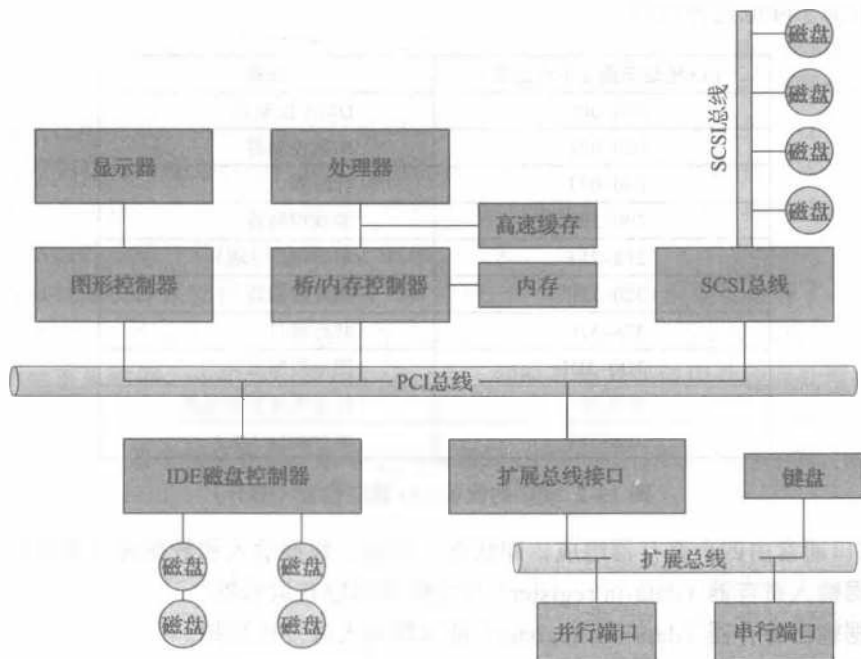 磁盘
磁盘
磁盘
磁盘
SCSI总线
显示器
处理器
高速缓存
图形控制器
桥/内存控制器
内存
SCSI总线
PCI总线
IDE磁盘控制器
扩展总线接口
键盘
磁盘
磁盘
磁盘
磁盘
扩展总线
并行端口
串行端口